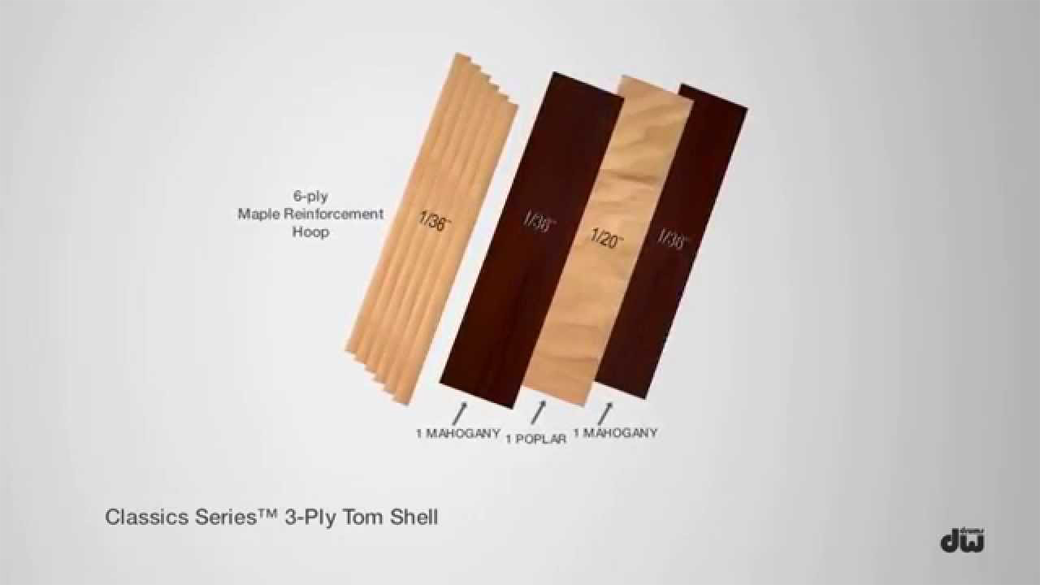 6-ply
Maple Reinforcement
Hoop
1/36"
1/36"
1/20"
1/36"
1 MAHOGANY
1 POPLAR
1 MAHOGANY
Classics Series™ 3-Ply Tom Shell
drums
dw